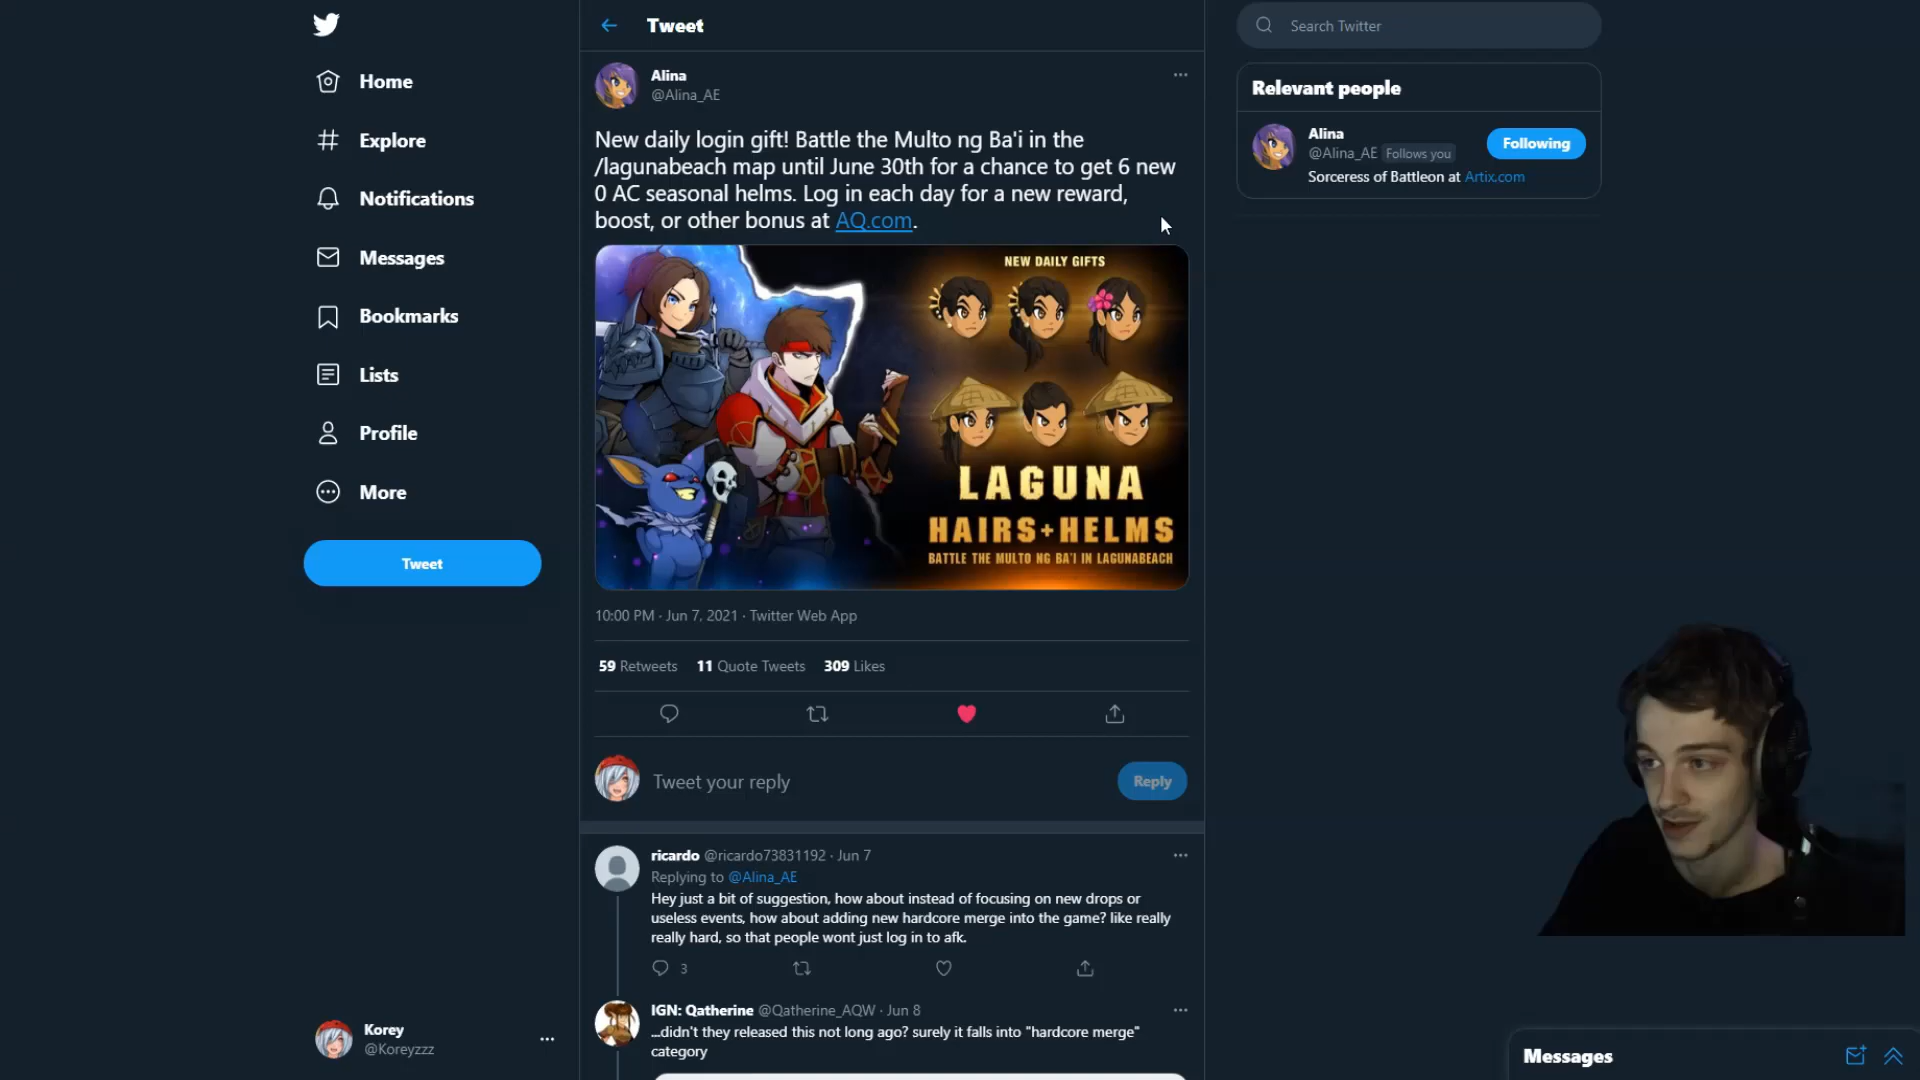 Home
Explore
Notifications
Messages
Bookmarks
Lists
Profile
More
Tweet
Korey
@Koreyzzz
Tweet
Alina
@Alina_AE
New daily login gift! Battle the Multo ng Ba'i in the
/lagunabeach map until June 30th for a chance to get 6 new
0 AC seasonal helms. Log in each day for a new reward,
boost, or other bonus at AQ.com.
NEW DAILY GIFTS
LAGUNA
HAIRS+HELMS
BATTLE THE MULTO NG BA'I IN LAGUNABEACH
10:00 PM · Jun 7, 2021 · Twitter Web App
59 Retweets 11 Quote Tweets 309 Likes
Tweet your reply
Reply
ricardo @ricardo73831192 · Jun 7
Replying to @Alina_AE
Hey just a bit of suggestion, how about instead of focusing on new drops or
useless events, how about adding new hardcore merge into the game? like really
really hard, so that people wont just log in to afk.
3
IGN: Qatherine @Qatherine_AQW · Jun 8
...didn't they released this not long ago? surely it falls into "hardcore merge"
category
Search Twitter
Relevant people
Alina
@Alina_AE Follows you
Following
Sorceress of Battleon at Artix.com
Messages